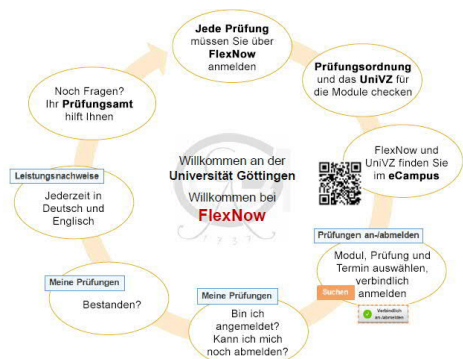 Jede Prüfung
müssen Sie über
FlexNow
anmelden
Prüfungsordnung
und das UniVZ für
die Module checken
FlexNow und
UniVZ finden Sie
im eCampus
Prüfungen an-/abmelden
Modul, Prüfung und
Termin auswählen,
verbindlich
anmelden
Suchen
Verbindlich
an-/abmelden
Meine Prüfungen
Bin ich
angemeldet?
Kann ich mich
noch abmelden?
Meine Prüfungen
Bestanden?
Leistungsnachweise
Jederzeit in
Deutsch und
Englisch
Noch Fragen?
Ihr Prüfungsamt
hilft Ihnen
Willkommen an der
Universität Göttingen
Willkommen bei
FlexNow
1737